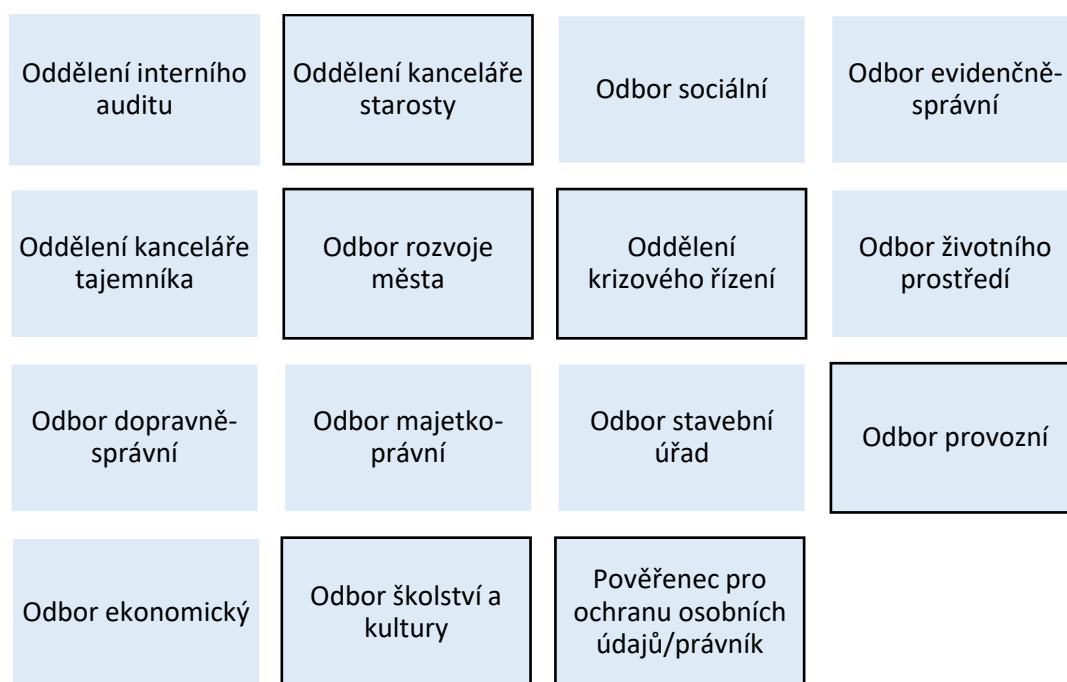 Oddělení interního
auditu
Oddělení kanceláře
starosty
Odbor sociální
Odbor evidenčně-
správní
Oddělení kanceláře
tajemníka
Odbor rozvoje
města
Oddělení
krizového řízení
Odbor životního
prostředí
Odbor dopravně-
správní
Odbor majetko-
právní
Odbor stavební
úřad
Odbor provozní
Odbor ekonomický
Odbor školství a
kultury
Pověřenec pro
ochranu osobních
údajů/právník